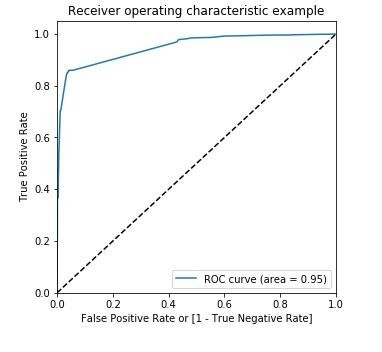 Receiver operating characteristic example
1.0
0.8
0.6
0.4
0.2
0.0
True Positive Rate
ROC curve (area = 0.95)
0.0 0.2 0.4 0.6 0.8 1.0
False Positive Rate or [1 - True Negative Rate]